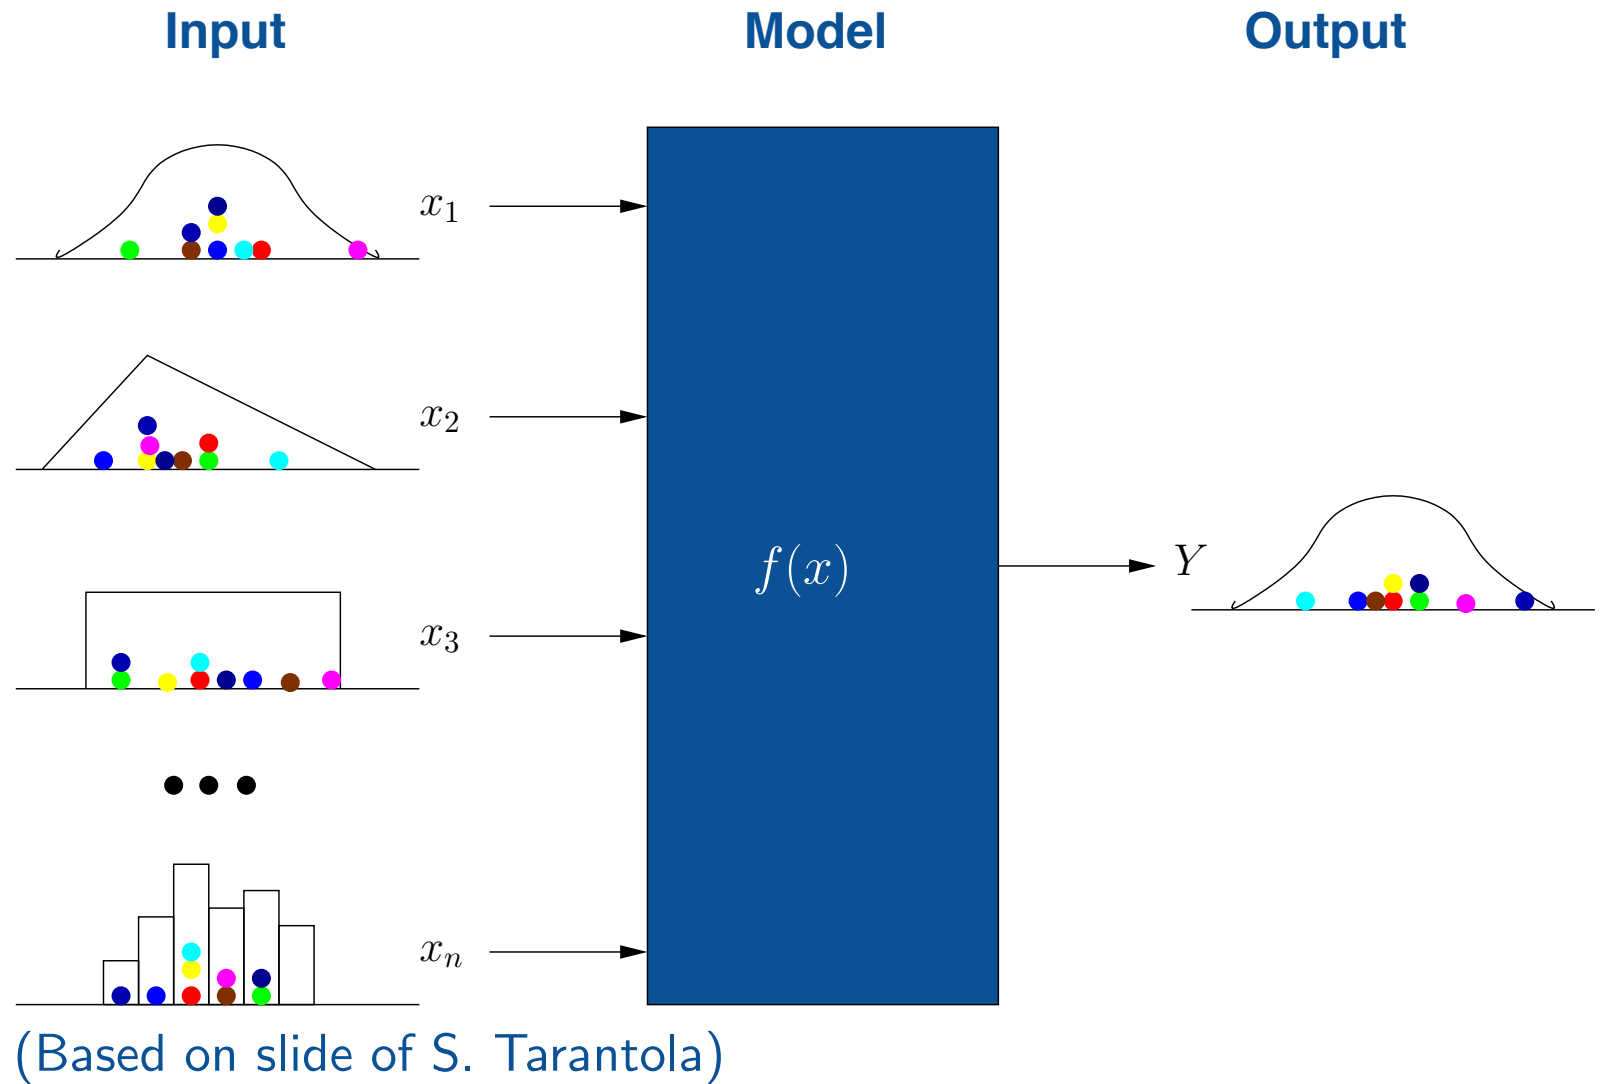 Input Model Output
x₁
x₂
f(x)
Y
x₃
xₙ
(Based on slide of S. Tarantola)